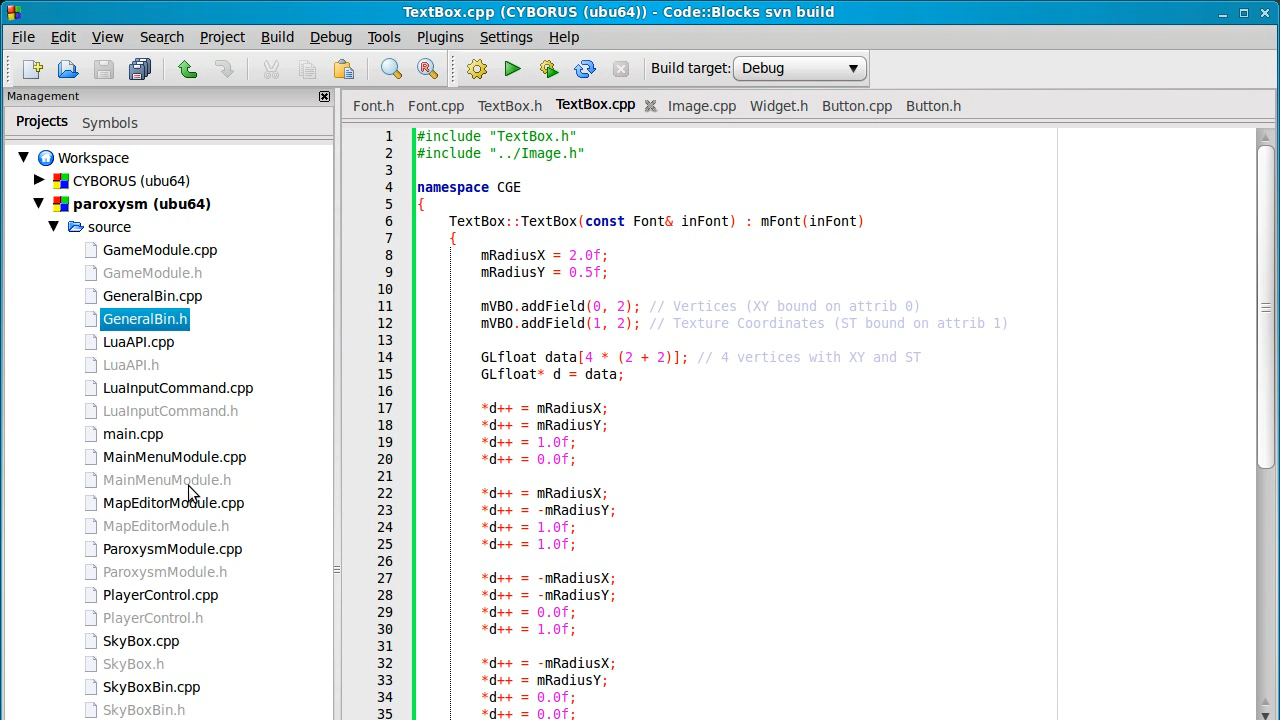 TextBox.cpp (CYBORUS (ubu64)) - Code::Blocks svn build
File Edit View Search Project Build Debug Tools Plugins Settings Help
Build target: Debug
Management
Projects Symbols
Workspace
CYBORUS (ubu64)
paroxysm (ubu64)
source
GameModule.cpp
GameModule.h
GeneralBin.cpp
GeneralBin.h
LuaAPI.cpp
LuaAPI.h
LuaInputCommand.cpp
LuaInputCommand.h
main.cpp
MainMenuModule.cpp
MainMenuModule.h
MapEditorModule.cpp
MapEditorModule.h
ParoxysmModule.cpp
ParoxysmModule.h
PlayerControl.cpp
PlayerControl.h
SkyBox.cpp
SkyBox.h
SkyBoxBin.cpp
SkyBoxBin.h
Font.h Font.cpp TextBox.h TextBox.cpp Image.cpp Widget.h Button.cpp Button.h
1 #include "TextBox.h"
2 #include "../Image.h"
3
4 namespace CGE
5 {
6 TextBox::TextBox(const Font& inFont) : mFont(inFont)
7 {
8 mRadiusX = 2.0f;
9 mRadiusY = 0.5f;
10
11 mVBO.addField(0, 2); // Vertices (XY bound on attrib 0)
12 mVBO.addField(1, 2); // Texture Coordinates (ST bound on attrib 1)
13
14 GLfloat data[4 * (2 + 2)]; // 4 vertices with XY and ST
15 GLfloat* d = data;
16
17 *d++ = mRadiusX;
18 *d++ = mRadiusY;
19 *d++ = 1.0f;
20 *d++ = 0.0f;
21
22 *d++ = mRadiusX;
23 *d++ = -mRadiusY;
24 *d++ = 1.0f;
25 *d++ = 1.0f;
26
27 *d++ = -mRadiusX;
28 *d++ = -mRadiusY;
29 *d++ = 0.0f;
30 *d++ = 1.0f;
31
32 *d++ = -mRadiusX;
33 *d++ = mRadiusY;
34 *d++ = 0.0f;
35 *d++ = 0.0f;